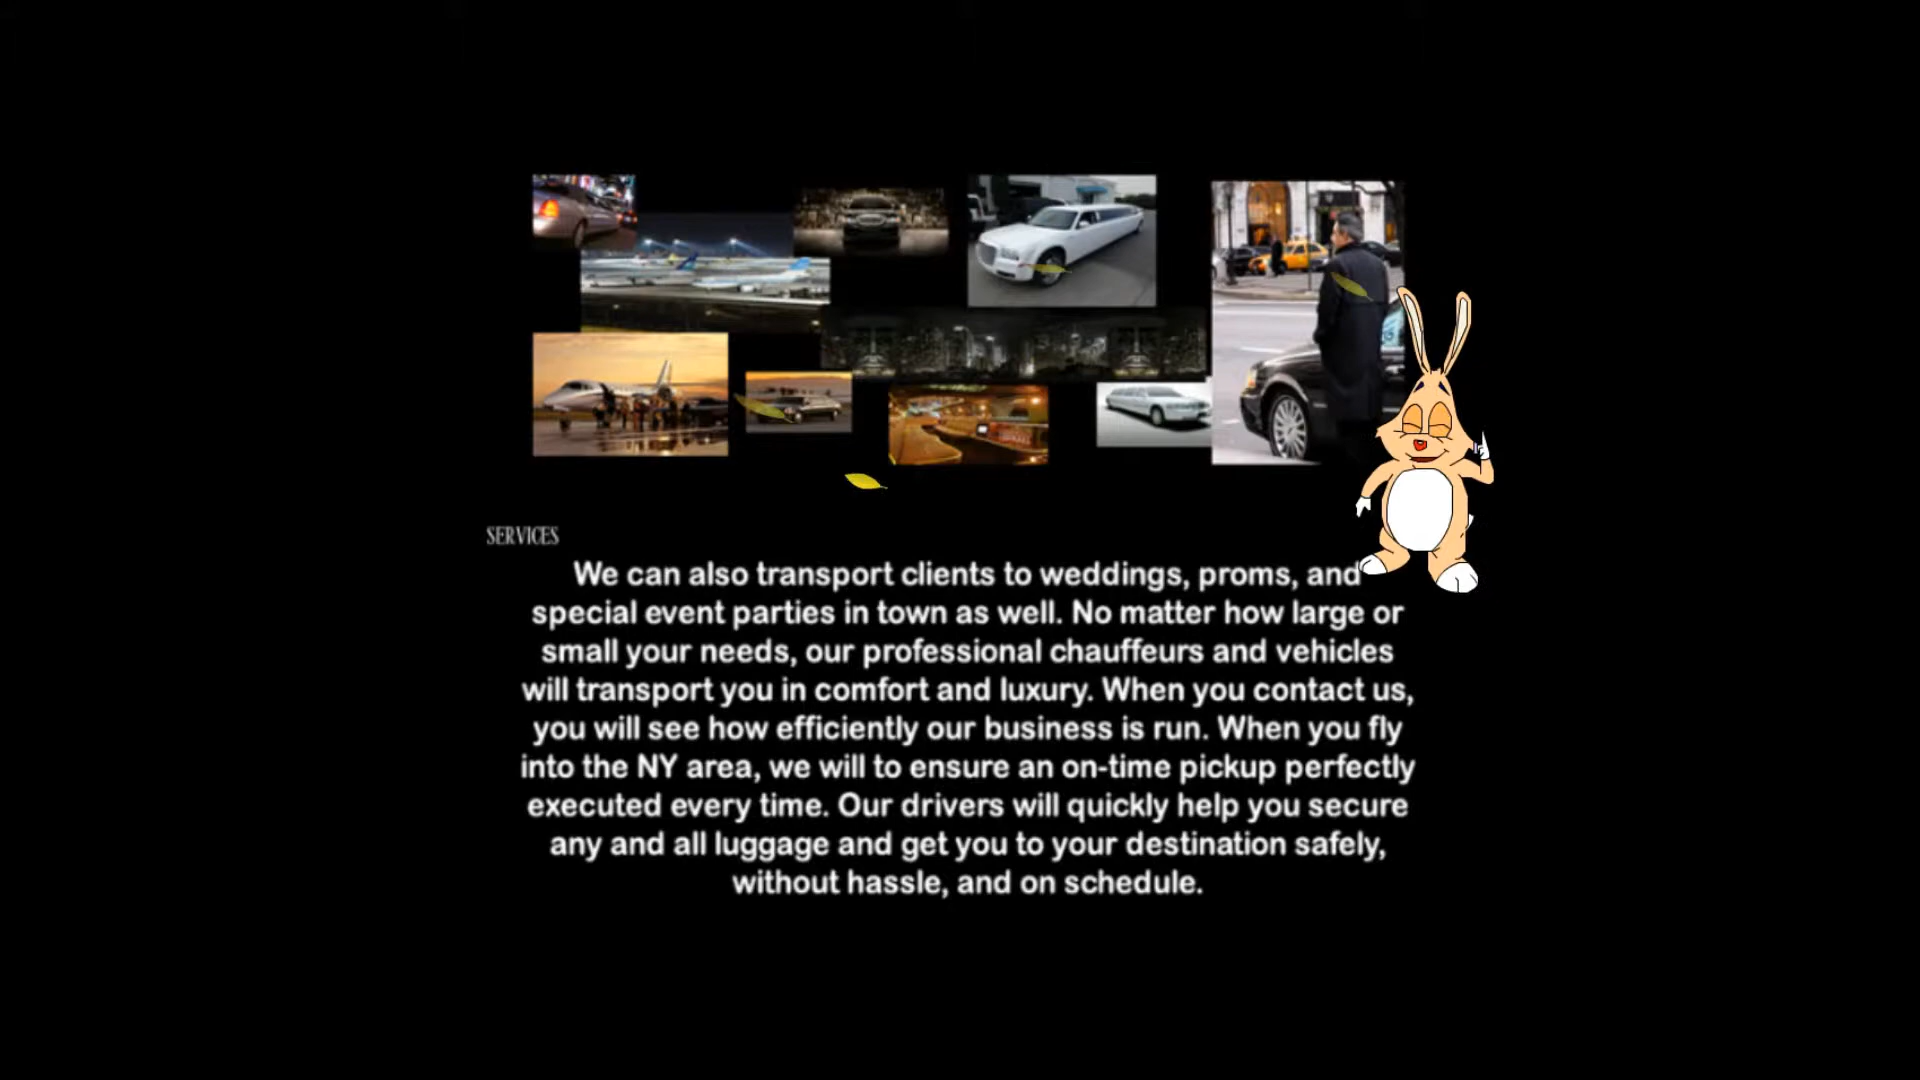 SERVICES
We can also transport clients to weddings, proms, and
special event parties in town as well. No matter how large or
small your needs, our professional chauffeurs and vehicles
will transport you in comfort and luxury. When you contact us,
you will see how efficiently our business is run. When you fly
into the NY area, we will to ensure an on-time pickup perfectly
executed every time. Our drivers will quickly help you secure
any and all luggage and get you to your destination safely,
without hassle, and on schedule.